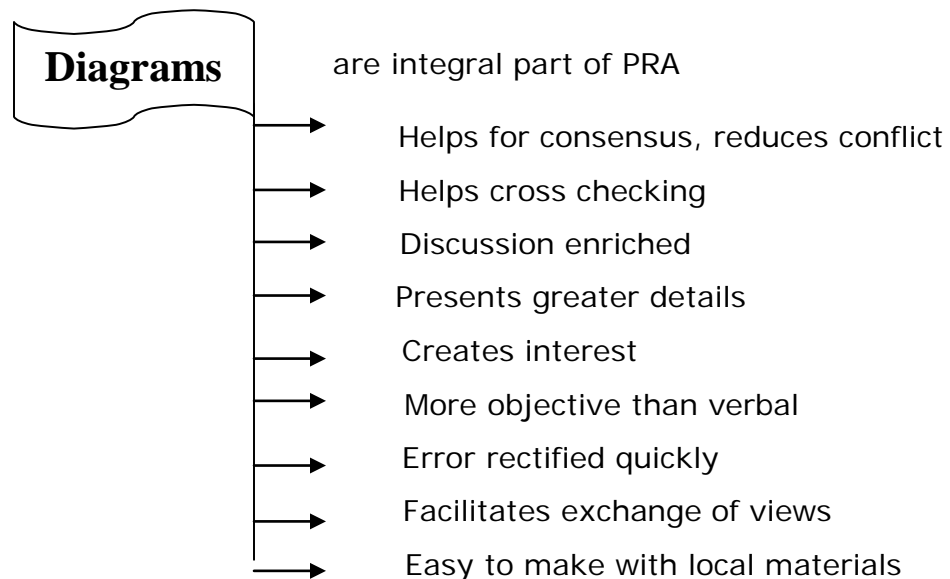 Diagrams are integral part of PRA
Helps for consensus, reduces conflict
Helps cross checking
Discussion enriched
Presents greater details
Creates interest
More objective than verbal
Error rectified quickly
Facilitates exchange of views
Easy to make with local materials